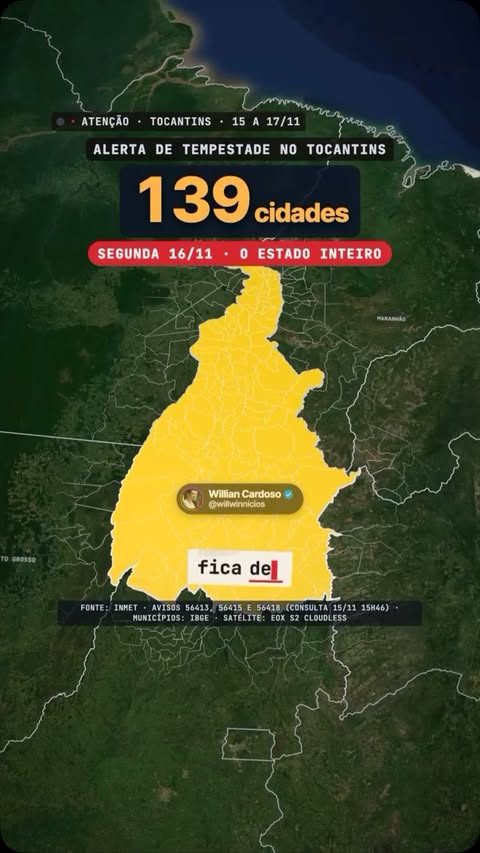 ATENÇÃO · TOCANTINS · 15 A 17/11
ALERTA DE TEMPESTADE NO TOCANTINS
139 cidades
SEGUNDA 16/11 · O ESTADO INTEIRO
MARANHÃO
Willian Cardoso
@willwinnicios
TO GROSSO
fica de
FONTE: INMET · AVISOS 56413, 56415 E 56418 (CONSULTA 15/11 15H46) ·
MUNICÍPIOS: IBGE · SATÉLITE: EOX S2 CLOUDLESS